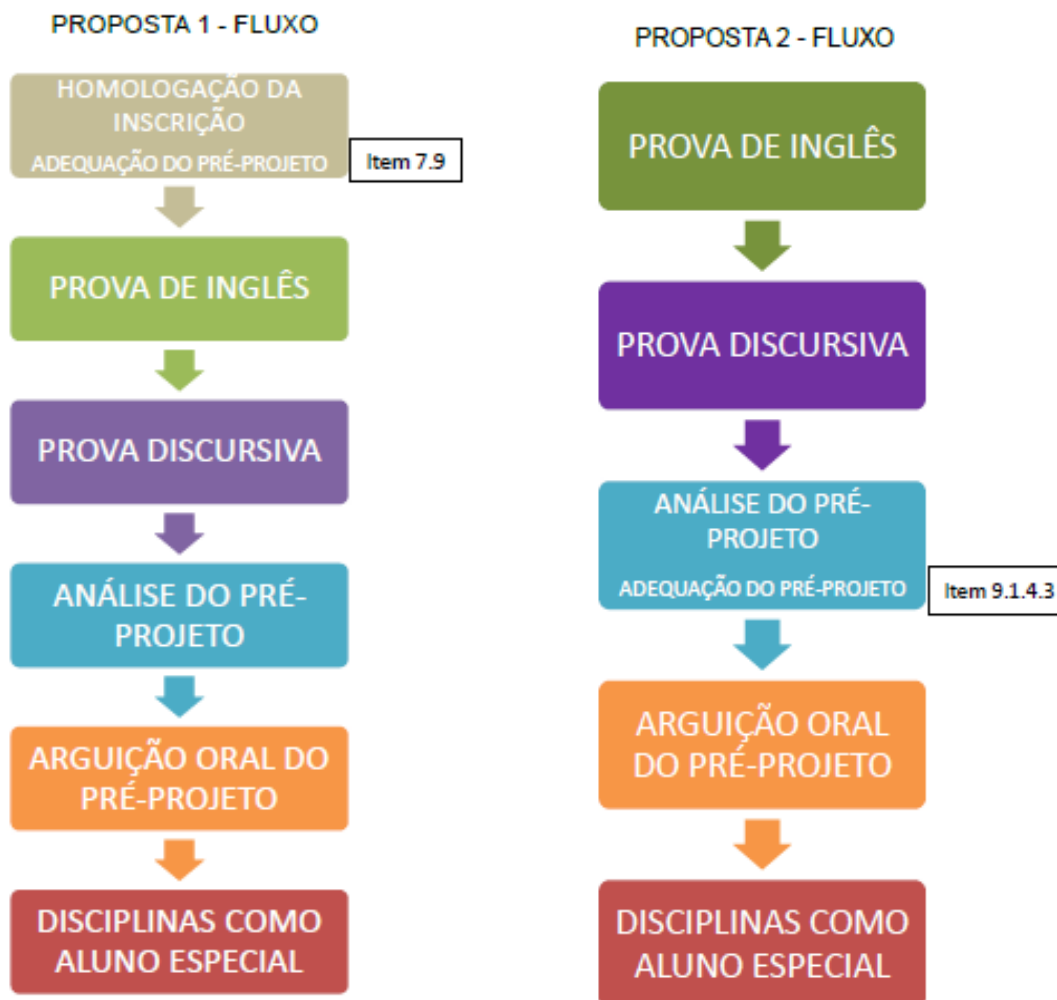 PROPOSTA 1 - FLUXO
HOMOLOGAÇÃO DA
INSCRIÇÃO
ADEQUAÇÃO DO PRÉ-PROJETO
Item 7.9
PROVA DE INGLÊS
PROVA DISCURSIVA
ANÁLISE DO PRÉ-
PROJETO
ARGUIÇÃO ORAL DO
PRÉ-PROJETO
DISCIPLINAS COMO
ALUNO ESPECIAL
PROPOSTA 2 - FLUXO
PROVA DE INGLÊS
PROVA DISCURSIVA
ANÁLISE DO PRÉ-
PROJETO
ADEQUAÇÃO DO PRÉ-PROJETO
Item 9.1.4.3
ARGUIÇÃO ORAL
DO PRÉ-PROJETO
DISCIPLINAS COMO
ALUNO ESPECIAL